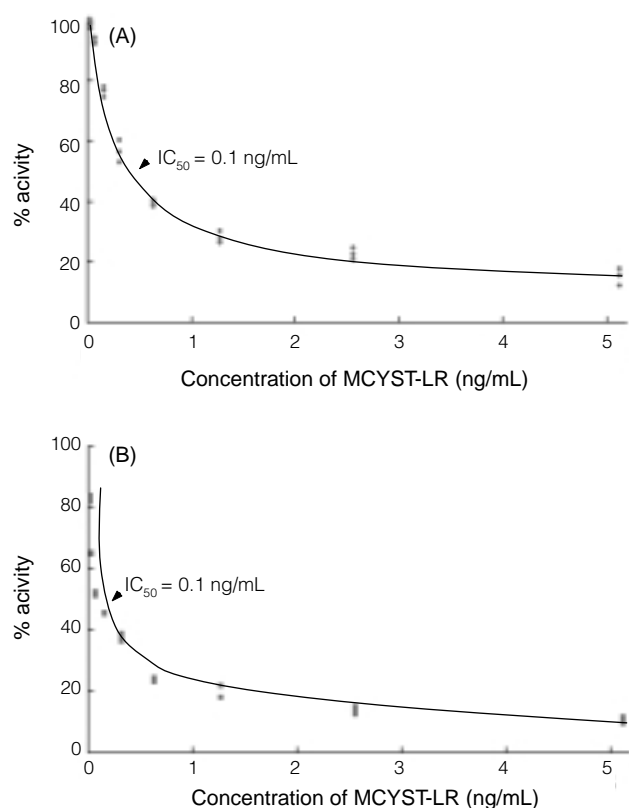 (A)
100
80
60
40
20
0
% acivity
IC50 = 0.1 ng/mL
0 1 2 3 4 5
Concentration of MCYST-LR (ng/mL)
(B)
100
80
60
40
20
0
% acivity
IC50 = 0.1 ng/mL
0 1 2 3 4 5
Concentration of MCYST-LR (ng/mL)